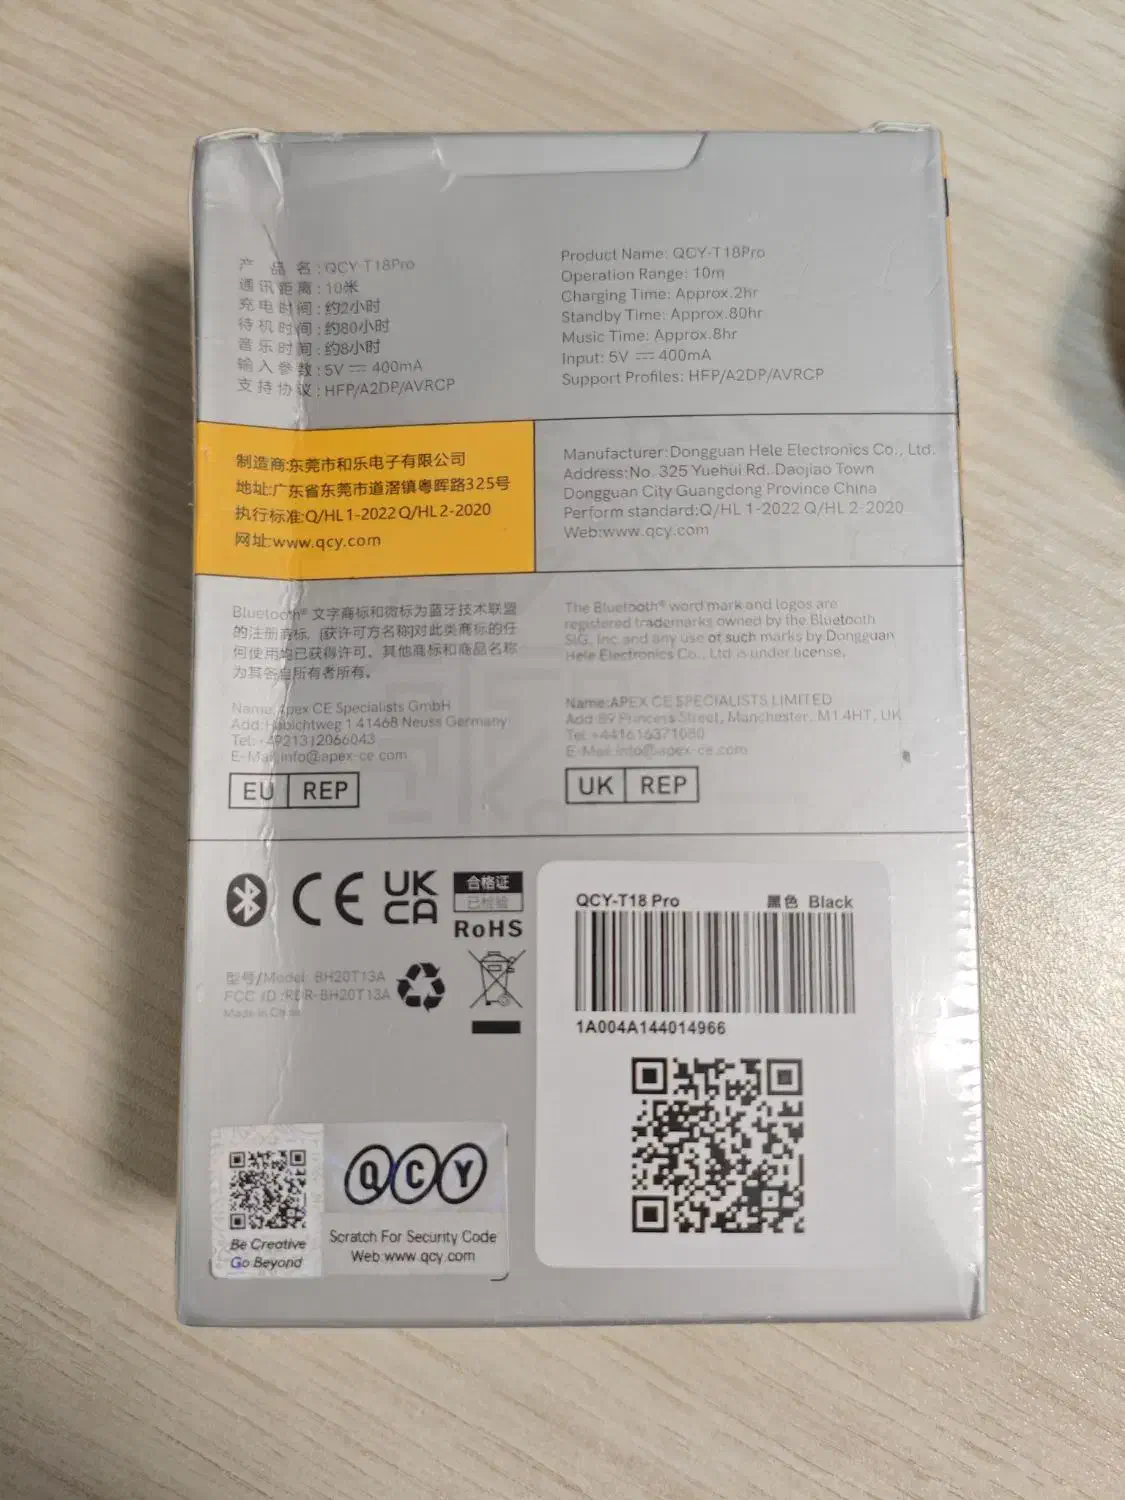 产品名:QCY-T18Pro
通讯距离:10米
充电时间:约2小时
待机时间:约80小时
音乐时间:约8小时
输入参数:5V ⎓ 400mA
支持协议:HFP/A2DP/AVRCP
Product Name: QCY-T18Pro
Operation Range: 10m
Charging Time: Approx.2hr
Standby Time: Approx.80hr
Music Time: Approx.8hr
Input: 5V ⎓ 400mA
Support Profiles: HFP/A2DP/AVRCP
制造商:东莞市和乐电子有限公司
地址:广东省东莞市道滘镇粤晖路325号
执行标准:Q/HL 1-2022 Q/HL 2-2020
网址:www.qcy.com
Manufacturer:Dongguan Hele Electronics Co., Ltd.
Address:No. 325 Yuehui Rd. Daojiao Town
Dongguan City Guangdong Province China
Perform standard:Q/HL 1-2022 Q/HL 2-2020
Web:www.qcy.com
Bluetooth® 文字商标和微标为蓝牙技术联盟
的注册商标, [获许可方名称]对此类商标的任
何使用均已获得许可。其他商标和商品名称
为其各自所有者所有。
The Bluetooth® word mark and logos are
registered trademarks owned by the Bluetooth
SIG, Inc. and any use of such marks by Dongguan
Hele Electronics Co., Ltd is under license.
Name:Apex CE Specialists GmbH
Add:Habichtweg 1 41468 Neuss Germany
Tel:+4921312066043
E-Mail:info@apex-ce.com
EU REP
Name:APEX CE SPECIALISTS LIMITED
Add:89 Princess Street, Manchester, M1 4HT, UK
Tel:+441616371080
E-Mail:info@apex-ce.com
UK REP
CE
UK
CA
合格证
已检验
RoHS
型号/Model: BH20T13A
FCC ID:RDR-BH20T13A
Made in China
QCY-T18 Pro 黑色 Black
1A004A144014966
QCY
Be Creative
Go Beyond
Scratch For Security Code
Web:www.qcy.com